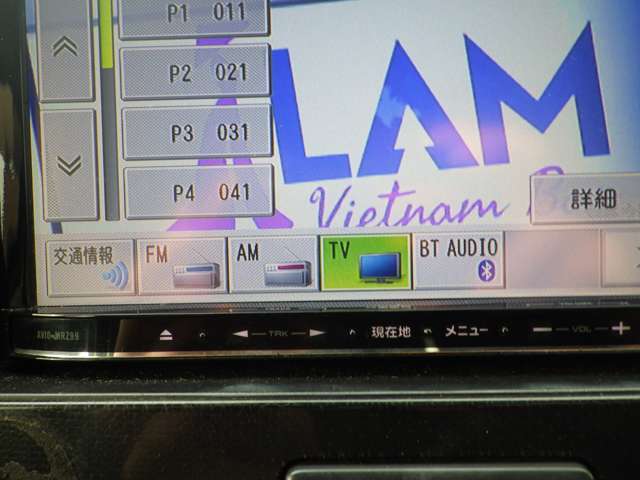 P1 011
P2 021
P3 031
P4 041
LAM
Vietnam
詳細
交通情報
FM
AM
TV
BT AUDIO
TRK
現在地
メニュー
VOL